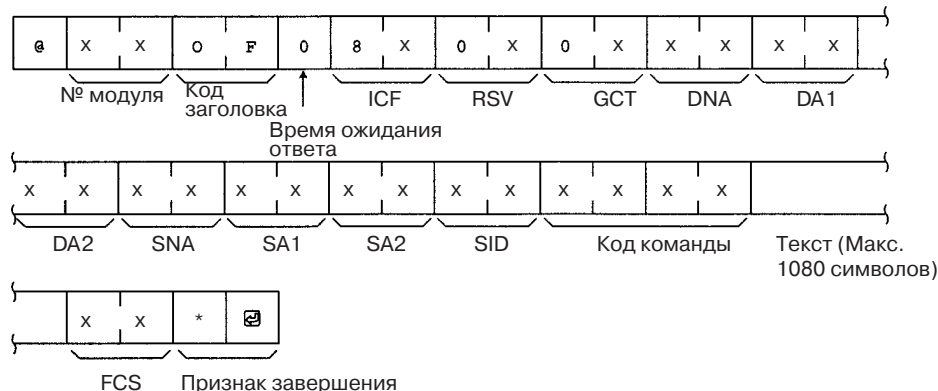 @ x x O F 0 8 x 0 x 0 x x x x x
№ модуля Код заголовка ICF RSV GCT DNA DA1
Время ожидания ответа
x x x x x x x x x x x x x x
DA2 SNA SA1 SA2 SID Код команды Текст (Макс. 1080 символов)
x x * ↵
FCS Признак завершения